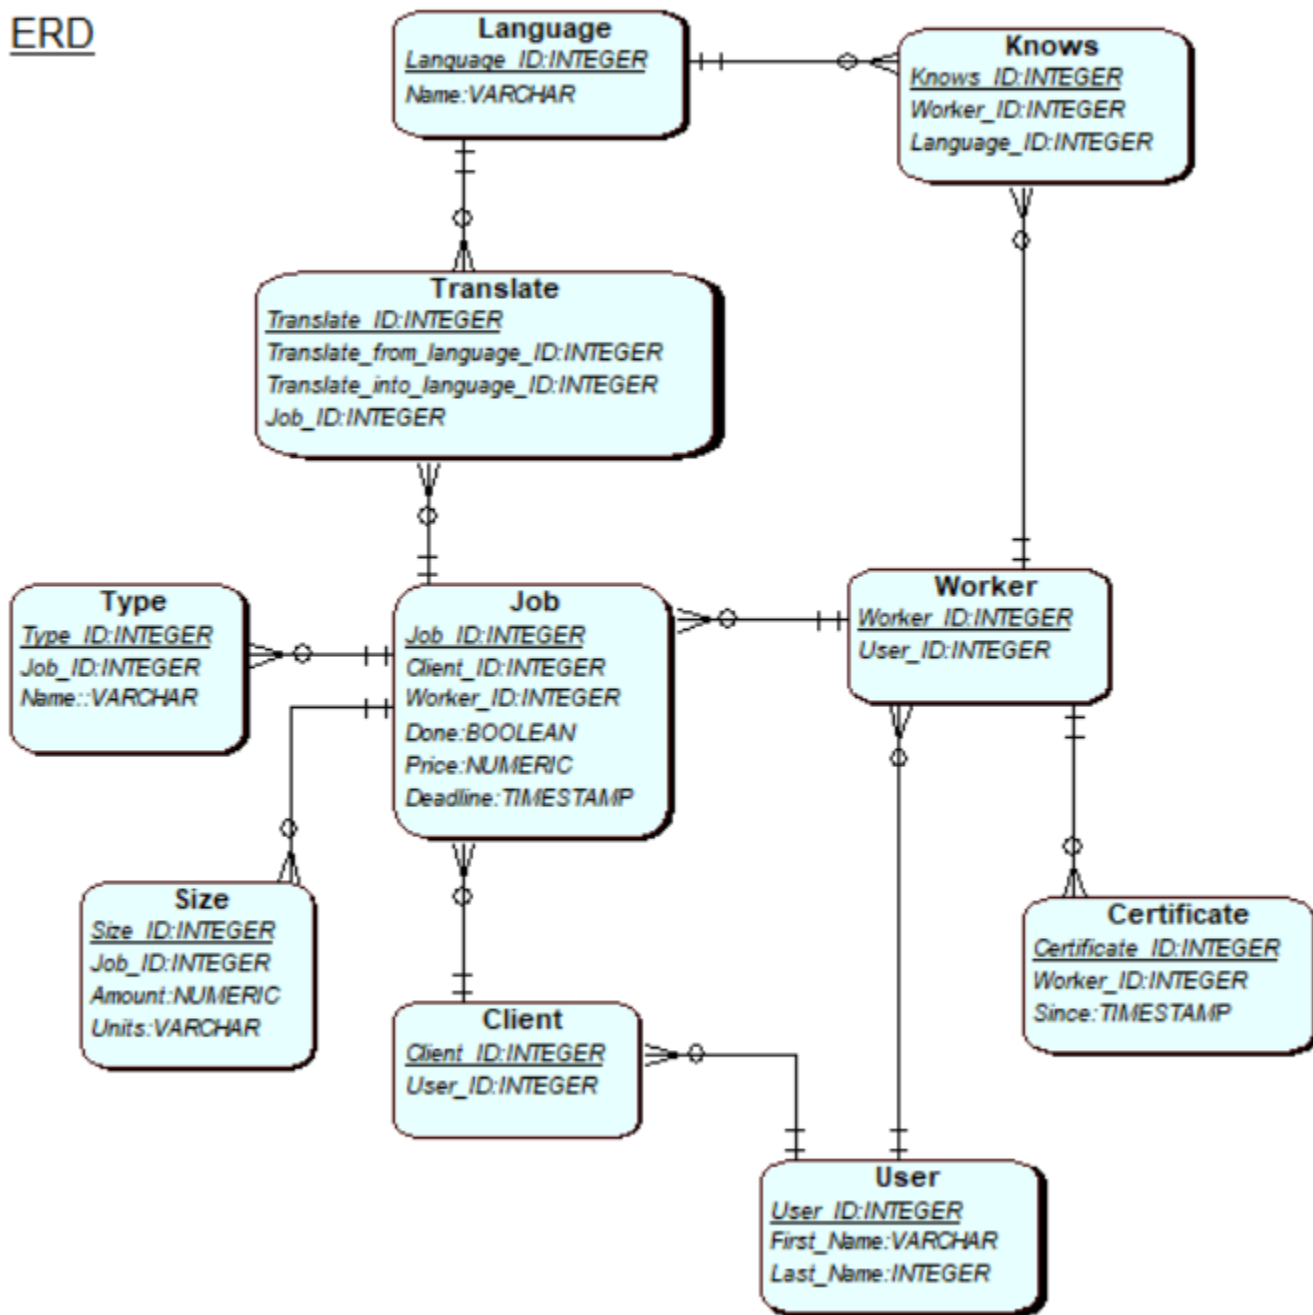 ERD
Language
Language_ID:INTEGER
Name:VARCHAR
Knows
Knows_ID:INTEGER
Worker_ID:INTEGER
Language_ID:INTEGER
Translate
Translate_ID:INTEGER
Translate_from_language_ID:INTEGER
Translate_into_language_ID:INTEGER
Job_ID:INTEGER
Type
Type_ID:INTEGER
Job_ID:INTEGER
Name::VARCHAR
Job
Job_ID:INTEGER
Client_ID:INTEGER
Worker_ID:INTEGER
Done:BOOLEAN
Price:NUMERIC
Deadline:TIMESTAMP
Worker
Worker_ID:INTEGER
User_ID:INTEGER
Size
Size_ID:INTEGER
Job_ID:INTEGER
Amount:NUMERIC
Units:VARCHAR
Client
Client_ID:INTEGER
User_ID:INTEGER
Certificate
Certificate_ID:INTEGER
Worker_ID:INTEGER
Since:TIMESTAMP
User
User_ID:INTEGER
First_Name:VARCHAR
Last_Name:INTEGER